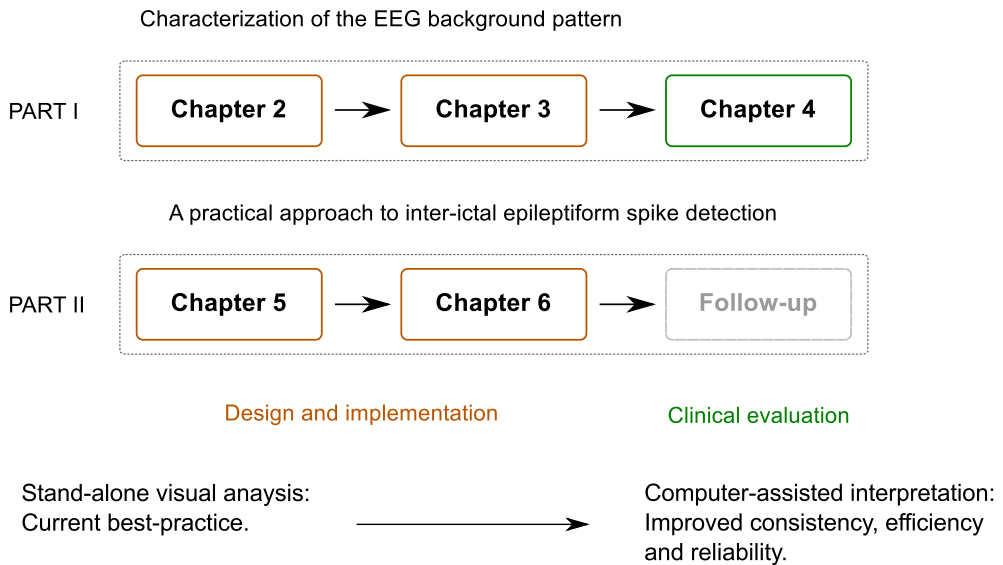 Characterization of the EEG background pattern
PART I
Chapter 2
Chapter 3
Chapter 4
A practical approach to inter-ictal epileptiform spike detection
PART II
Chapter 5
Chapter 6
Follow-up
Design and implementation
Clinical evaluation
Stand-alone visual anaysis:
Current best-practice.
Computer-assisted interpretation:
Improved consistency, efficiency
and reliability.